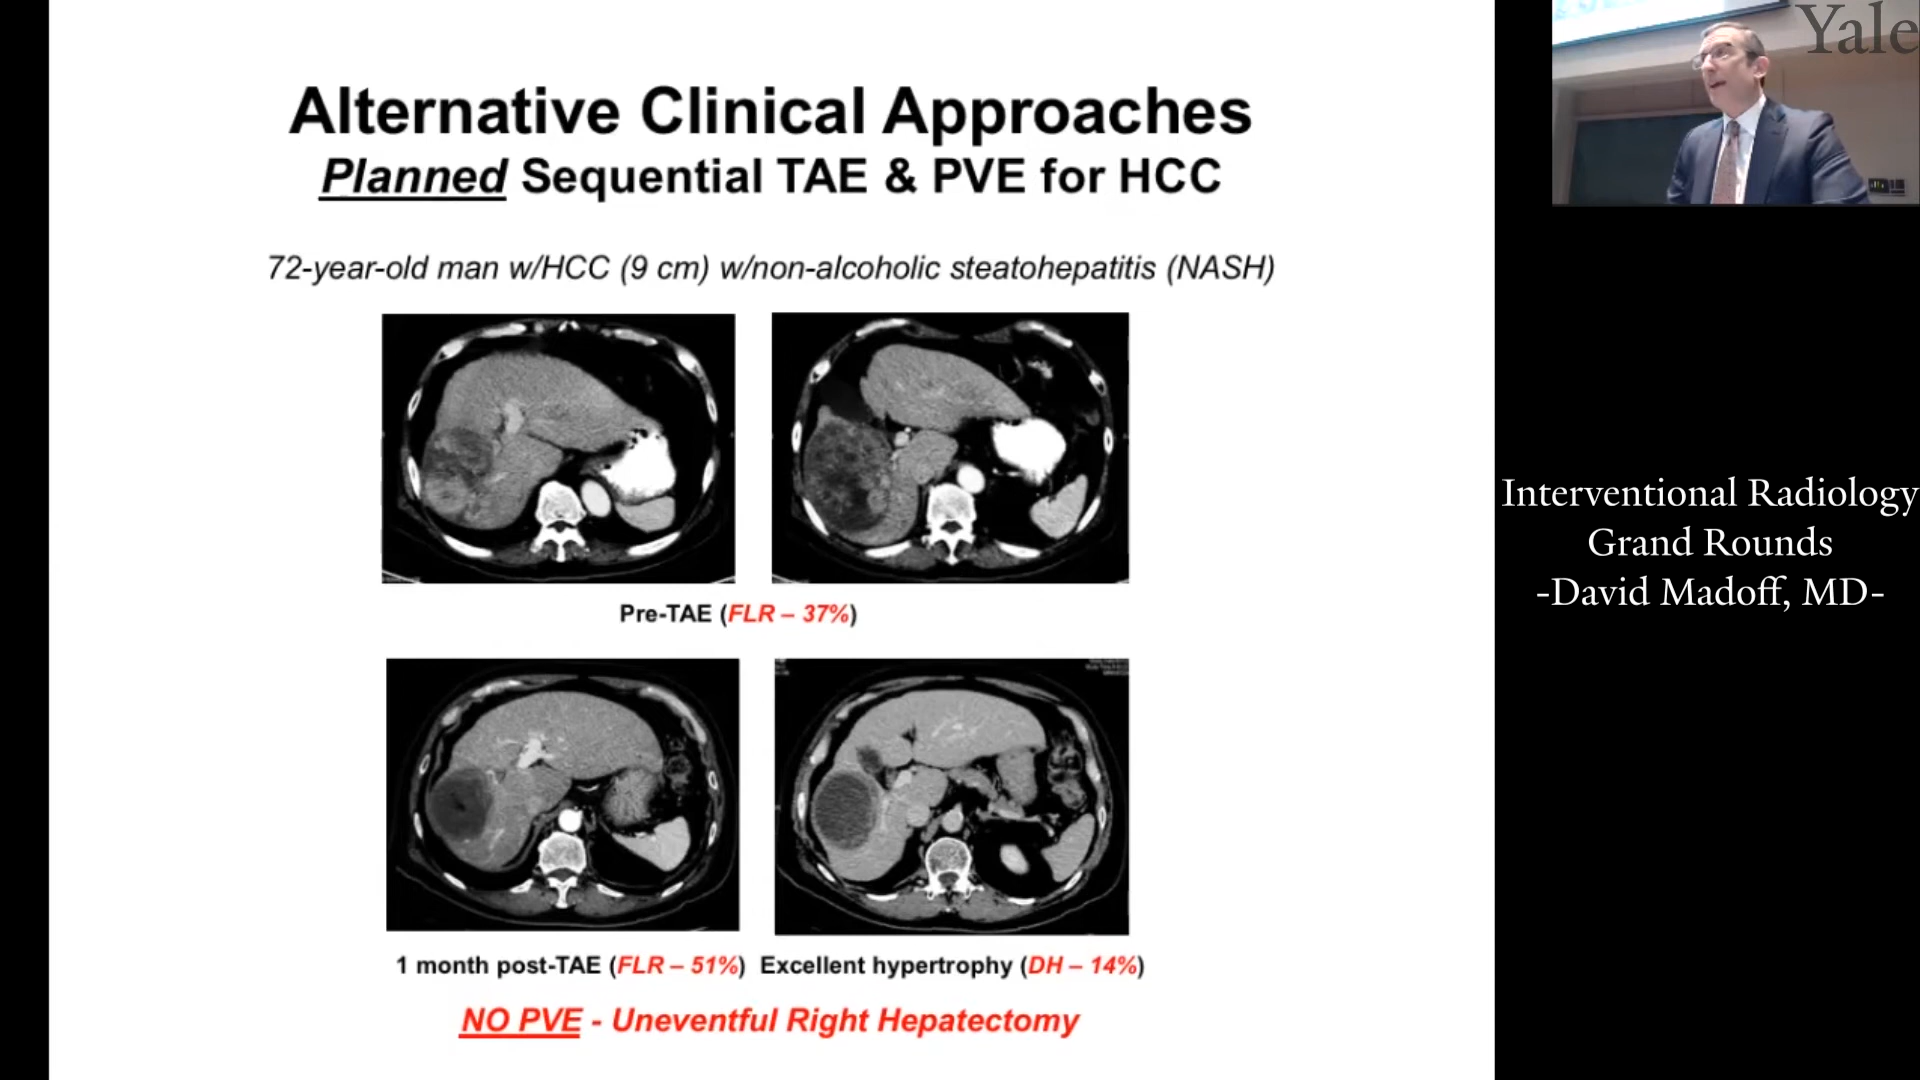 Alternative Clinical Approaches
Planned Sequential TAE & PVE for HCC
72-year-old man w/HCC (9 cm) w/non-alcoholic steatohepatitis (NASH)
Pre-TAE (FLR – 37%)
1 month post-TAE (FLR – 51%) Excellent hypertrophy (DH – 14%)
NO PVE - Uneventful Right Hepatectomy
Yale
Interventional Radiology
Grand Rounds
-David Madoff, MD-